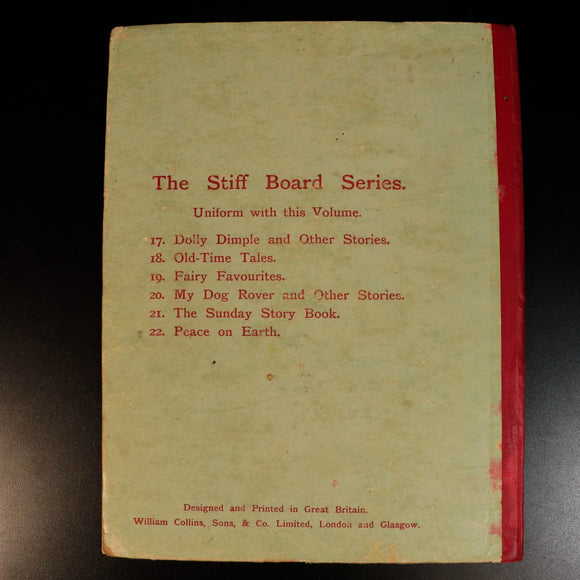 The Stiff Board Series.
Uniform with this Volume.
17. Dolly Dimple and Other Stories.
18. Old-Time Tales.
19. Fairy Favourites.
20. My Dog Rover and Other Stories.
21. The Sunday Story Book.
22. Peace on Earth.
Designed and Printed in Great Britain.
William Collins, Sons, & Co. Limited, London and Glasgow.